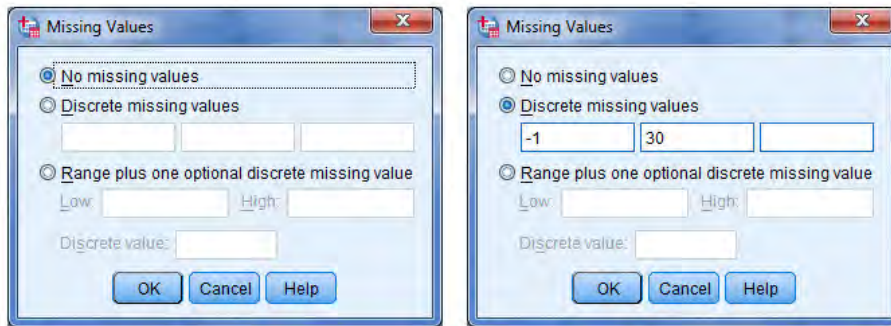 Missing Values
No missing values
Discrete missing values
Range plus one optional discrete missing value
Low: High:
Discrete value:
OK Cancel Help
Missing Values
No missing values
Discrete missing values
-1 30
Range plus one optional discrete missing value
Low: High:
Discrete value:
OK Cancel Help